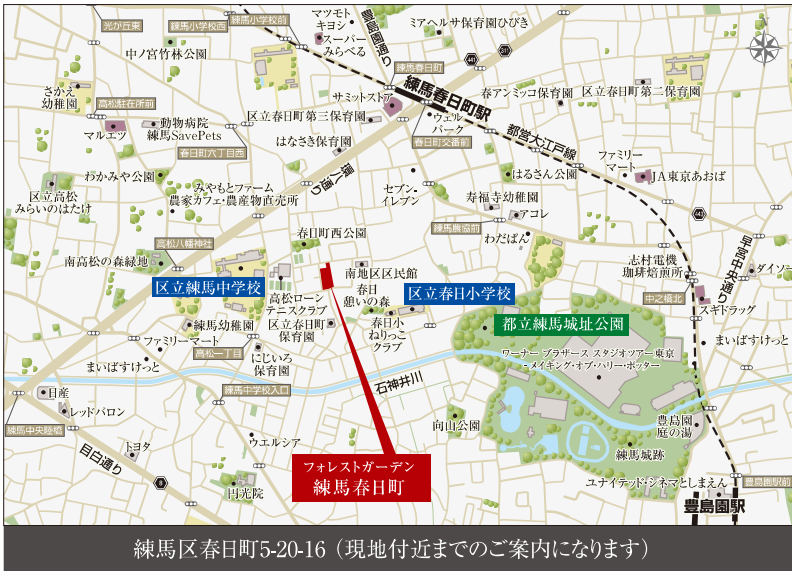 光が丘東
練馬小学校西
練馬小学校前
マツモト
キヨシ
スーパー
みらべる
豊島園通り
ミアヘルサ保育園ひびき
441
311
中ノ宮竹林公園
練馬春日町
練馬春日町駅
さかえ
幼稚園
高松駐在所前
サミットストア
春アンミッコ保育園
区立春日町第二保育園
マルエツ
動物病院
練馬SavePets
区立春日町第三保育園
ウェル
パーク
春日町交番前
都営大江戸線
春日町六丁目西
はなさき保育園
環八通り
ファミリー
マート
JA東京あおば
わかみや公園
はるさん公園
区立高松
みらいのはたけ
みやもとファーム
農家カフェ・農産物直売所
セブン-
イレブン
寿福寺幼稚園
アコレ
443
練馬農協前
わだぱん
春日町西公園
高松八幡神社
早宮中央通り
南高松の森緑地
区立練馬中学校
高松ローン
テニスクラブ
南地区区民館
春日
憩いの森
区立春日小学校
志村電機
珈琲焙煎所
ダイソー
中之橋北
スギドラッグ
練馬幼稚園
区立春日町
保育園
春日小
ねりっこ
クラブ
都立練馬城址公園
ファミリーマート
高松一丁目
にじいろ
保育園
ワーナー ブラザース スタジオツアー東京
-メイキング・オブ・ハリー・ポッター
まいばすけっと
まいばすけっと
石神井川
練馬中学校入口
日産
レッドバロン
練馬中央陸橋
目白通り
トヨタ
8
ウエルシア
向山公園
豊島園
庭の湯
練馬城跡
円光院
フォレストガーデン
練馬春日町
ユナイテッド・シネマとしまえん
豊島園駅前
豊島園駅
練馬区春日町5-20-16（現地付近までのご案内になります）